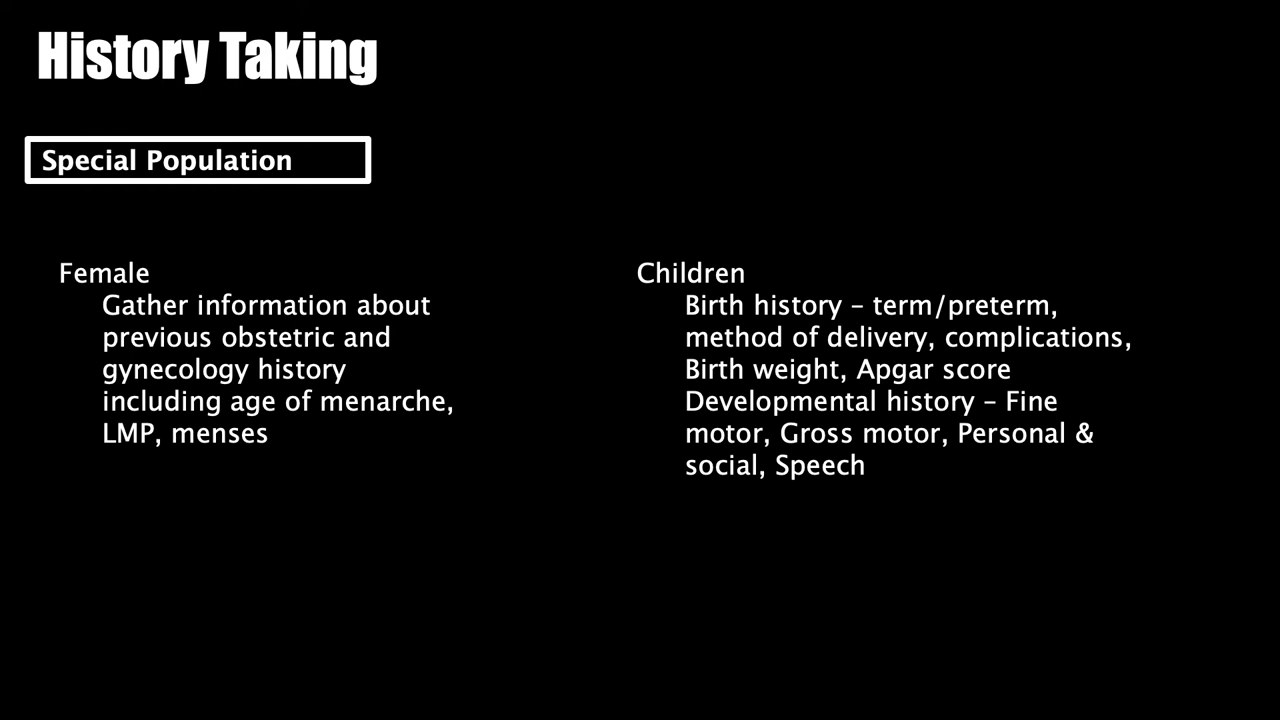 History Taking
Special Population
Female
Gather information about
previous obstetric and
gynecology history
including age of menarche,
LMP, menses
Children
Birth history – term/preterm,
method of delivery, complications,
Birth weight, Apgar score
Developmental history – Fine
motor, Gross motor, Personal &
social, Speech